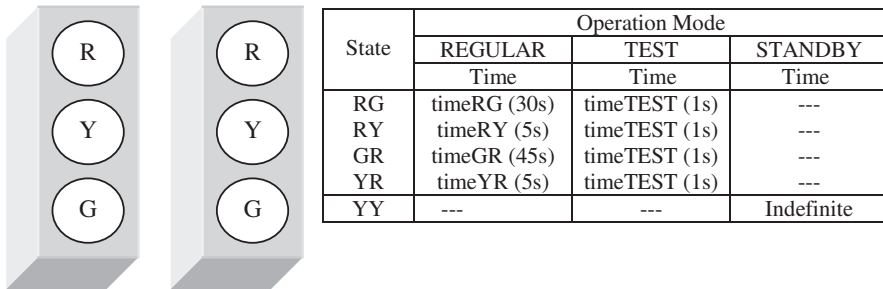 R R
Y Y
G G
Operation Mode
State REGULAR TEST STANDBY
Time Time Time
RG timeRG (30s) timeTEST (1s) ---
RY timeRY (5s) timeTEST (1s) ---
GR timeGR (45s) timeTEST (1s) ---
YR timeYR (5s) timeTEST (1s) ---
YY --- --- Indefinite